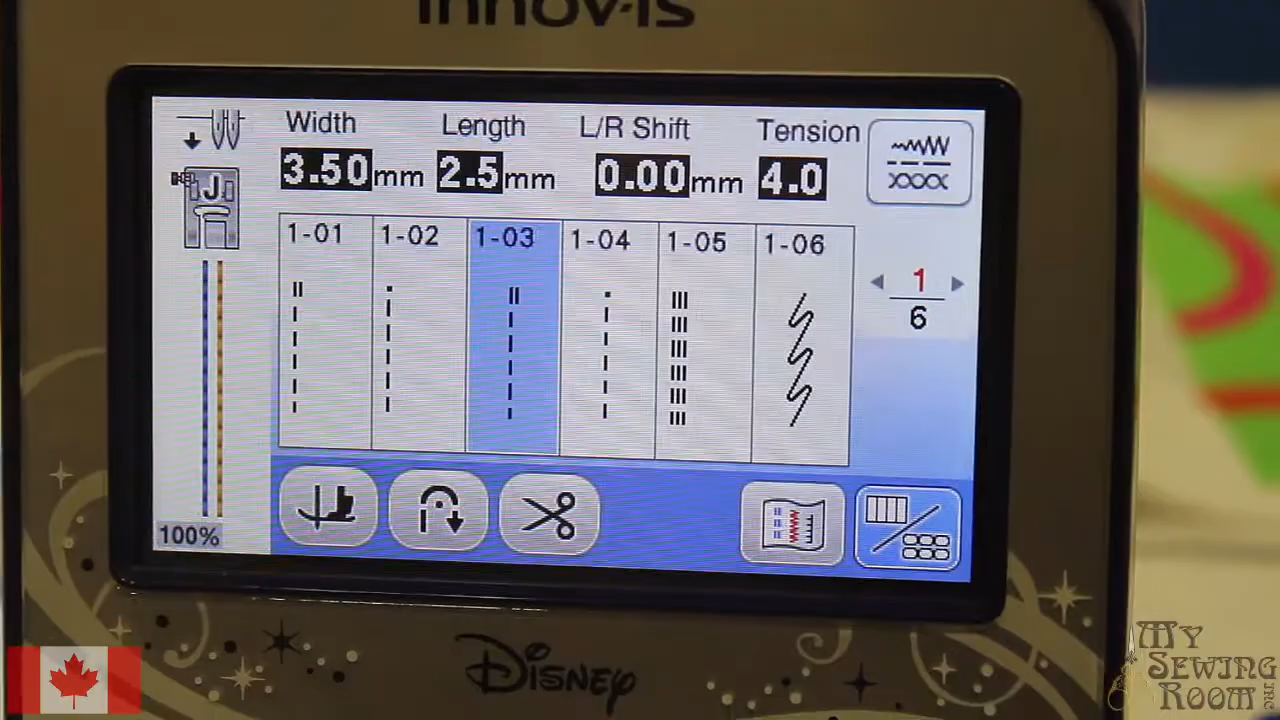 INNOV-IS
Width Length L/R Shift Tension
3.50mm 2.5mm 0.00mm 4.0
J
1-01 1-02 1-03 1-04 1-05 1-06
1
6
100%
DISNEY
MY
SEWING
ROOM INC